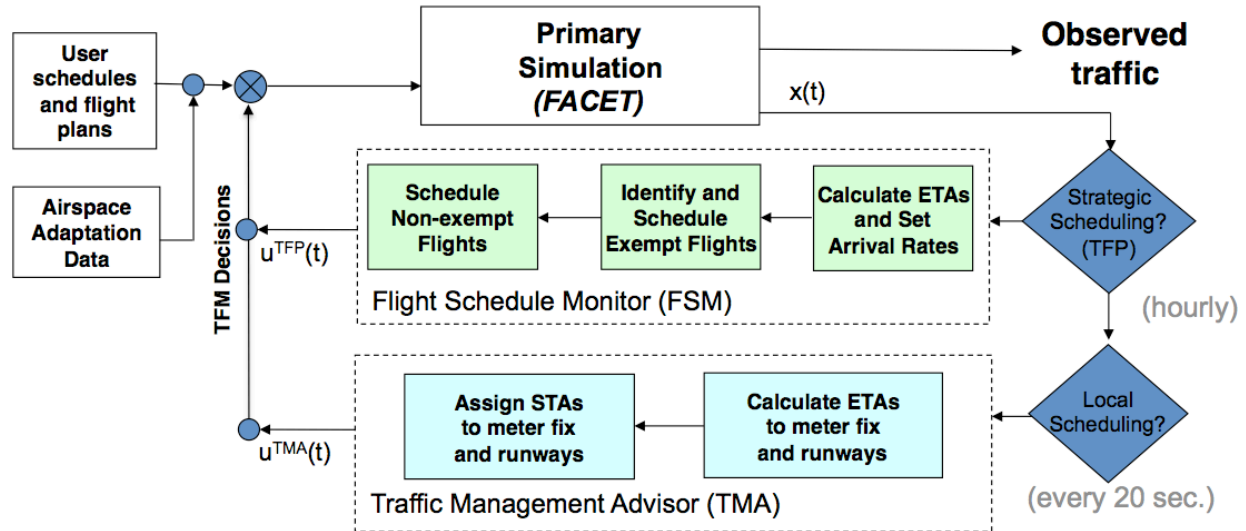 User
schedules
and flight
plans
Airspace
Adaptation
Data
TFM Decisions
Primary
Simulation
(FACET)
Observed
traffic
x(t)
Schedule
Non-exempt
Flights
Identify and
Schedule
Exempt Flights
Calculate ETAs
and Set
Arrival Rates
Flight Schedule Monitor (FSM)
u^TFP(t)
Strategic
Scheduling?
(TFP)
(hourly)
Assign STAs
to meter fix
and runways
Calculate ETAs
to meter fix
and runways
Traffic Management Advisor (TMA)
u^TMA(t)
Local
Scheduling?
(every 20 sec.)